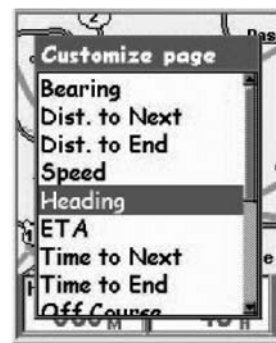 2
Customize page
Bearing
Dist. to Next
Dist. to End
Speed
Heading
ETA
Time to Next
Time to End
Off Course
M
H